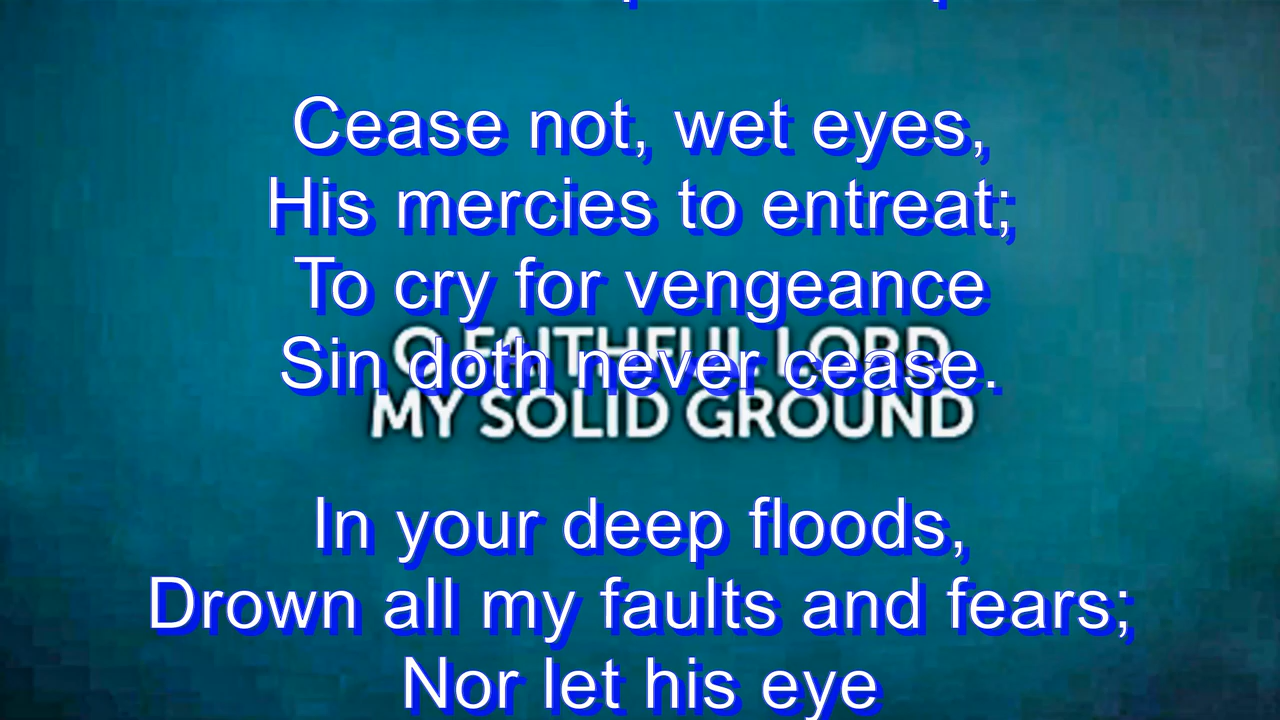 Cease not, wet eyes,
His mercies to entreat;
To cry for vengeance
Sin doth never cease.
O FAITHFUL LORD
MY SOLID GROUND
In your deep floods,
Drown all my faults and fears;
Nor let his eye